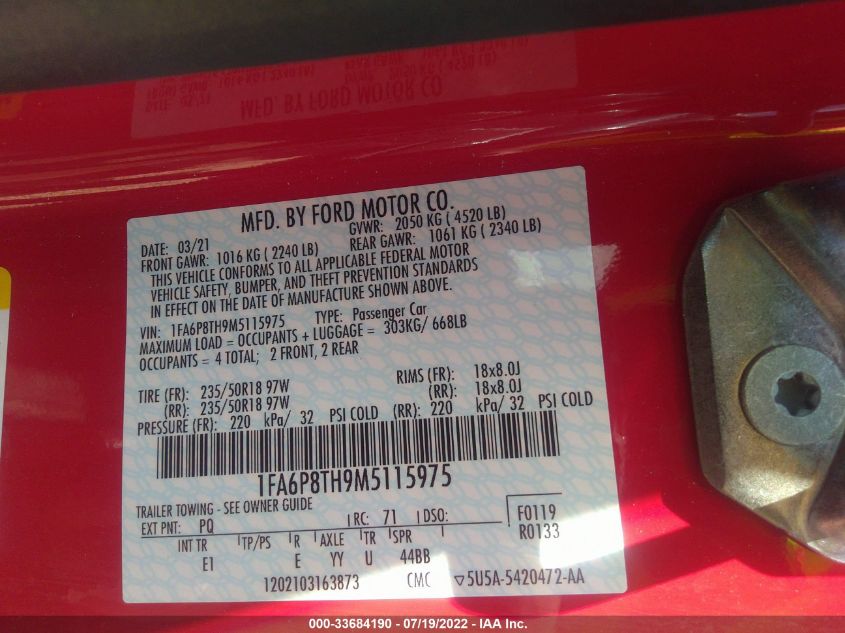 MFD. BY FORD MOTOR CO.
DATE: 03/21 GVWR: 2050 KG ( 4520 LB)
FRONT GAWR: 1016 KG ( 2240 LB) REAR GAWR: 1061 KG ( 2340 LB)
THIS VEHICLE CONFORMS TO ALL APPLICABLE FEDERAL MOTOR
VEHICLE SAFETY, BUMPER, AND THEFT PREVENTION STANDARDS
IN EFFECT ON THE DATE OF MANUFACTURE SHOWN ABOVE.
VIN: 1FA6P8TH9M5115975 TYPE: Passenger Car
MAXIMUM LOAD = OCCUPANTS + LUGGAGE = 303KG/ 668LB
OCCUPANTS = 4 TOTAL; 2 FRONT, 2 REAR
TIRE (FR): 235/50R18 97W RIMS (FR): 18x8.0J
(RR): 235/50R18 97W (RR): 18x8.0J
PRESSURE (FR): 220 kPa/ 32 PSI COLD (RR): 220 kPa/ 32 PSI COLD
1FA6P8TH9M5115975
TRAILER TOWING - SEE OWNER GUIDE
EXT PNT: PQ RC: 71 DSO: F0119
R0133
INT TR TP/PS R AXLE TR SPR
E1 E YY U 44BB
1202103163873 CMC ▽5U5A-5420472-AA
000-33684190 - 07/19/2022 - IAA Inc.